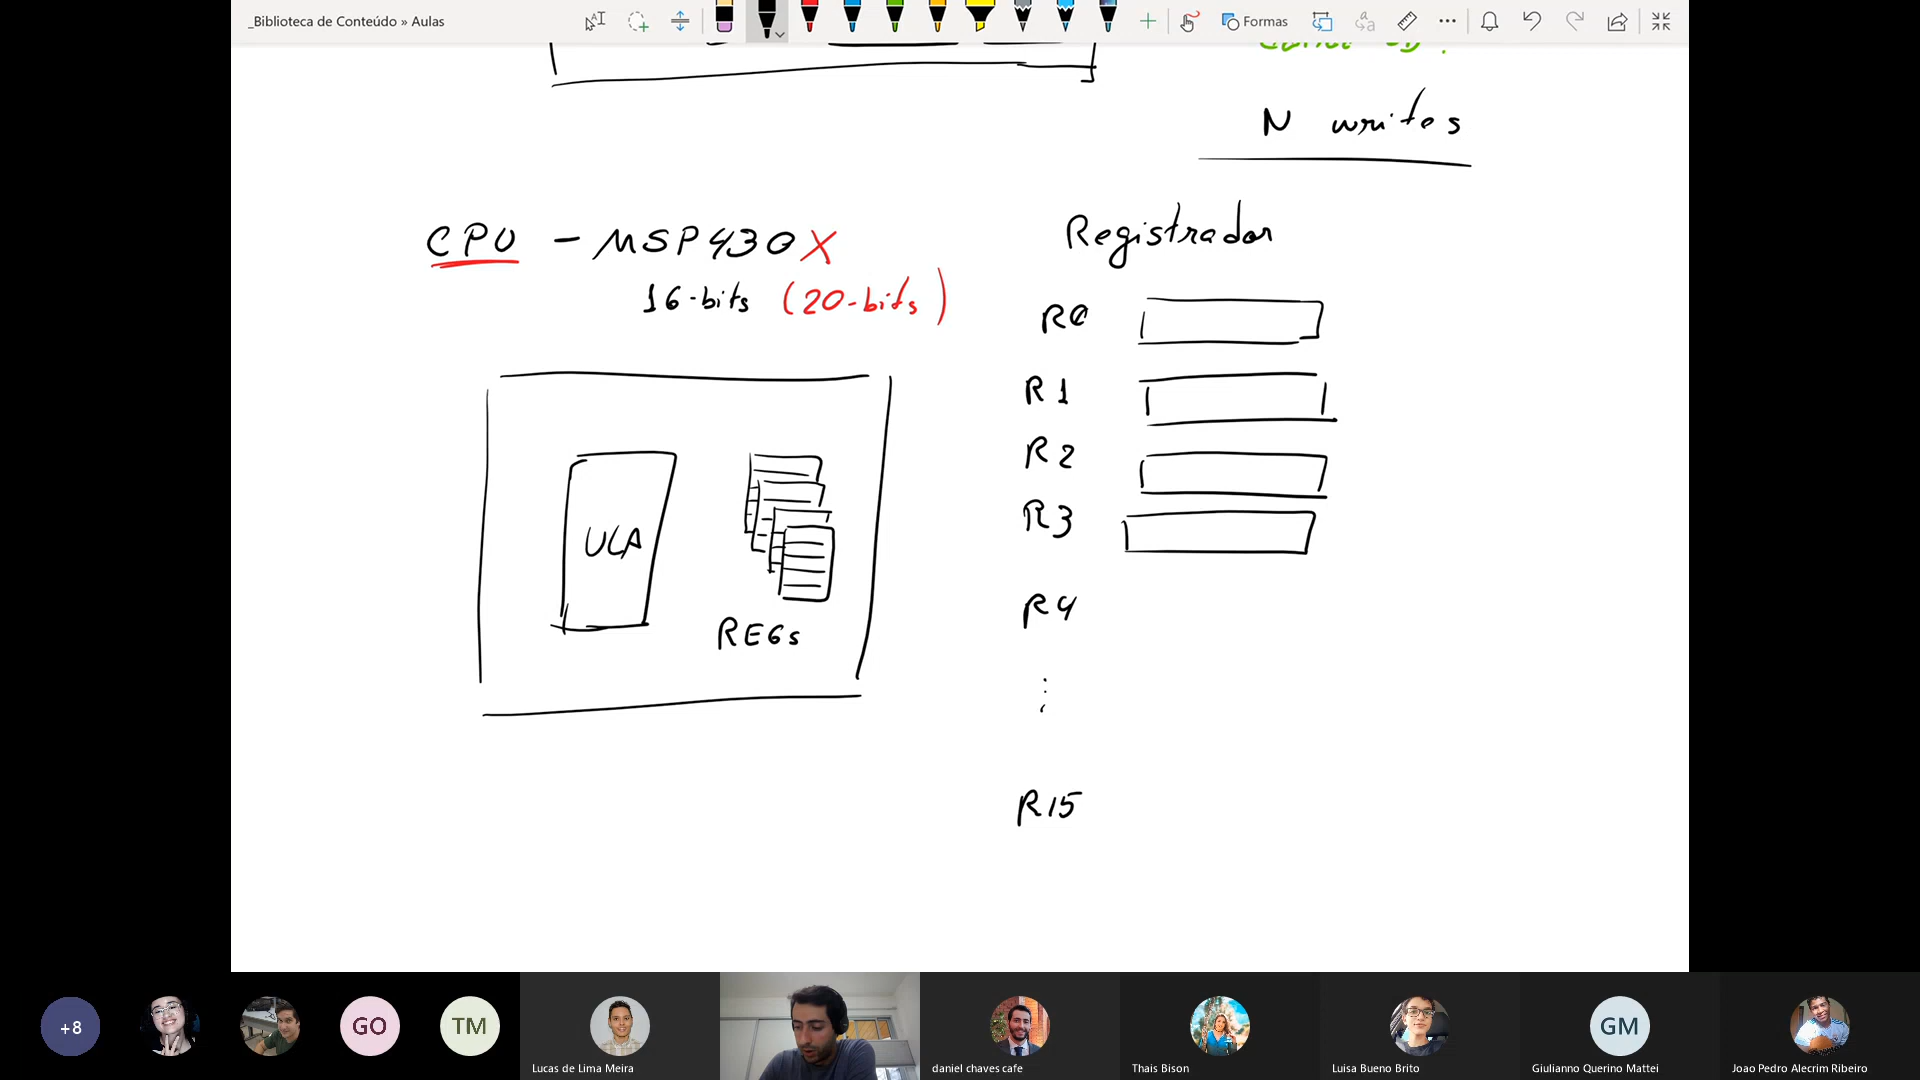 _Biblioteca de Conteúdo » Aulas
Formas
N writes
CPU - MSP430X
16-bits (20-bits)
Registrador
R0
R1
R2
R3
R4
R15
ULA
REGs
+8
GO
TM
GM
Lucas de Lima Meira
daniel chaves cafe
Thais Bison
Luisa Bueno Brito
Giulianno Querino Mattei
Joao Pedro Alecrim Ribeiro